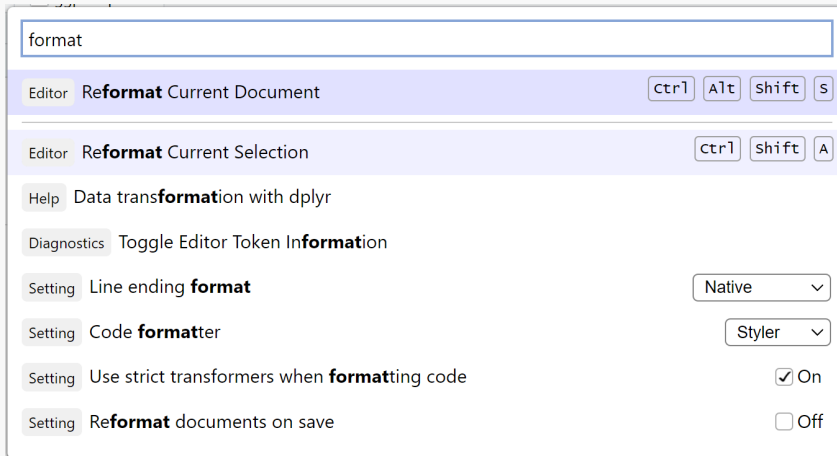 format
Editor Reformat Current Document Ctrl Alt Shift S
Editor Reformat Current Selection Ctrl Shift A
Help Data transformation with dplyr
Diagnostics Toggle Editor Token Information
Setting Line ending format Native
Setting Code formatter Styler
Setting Use strict transformers when formatting code On
Setting Reformat documents on save Off